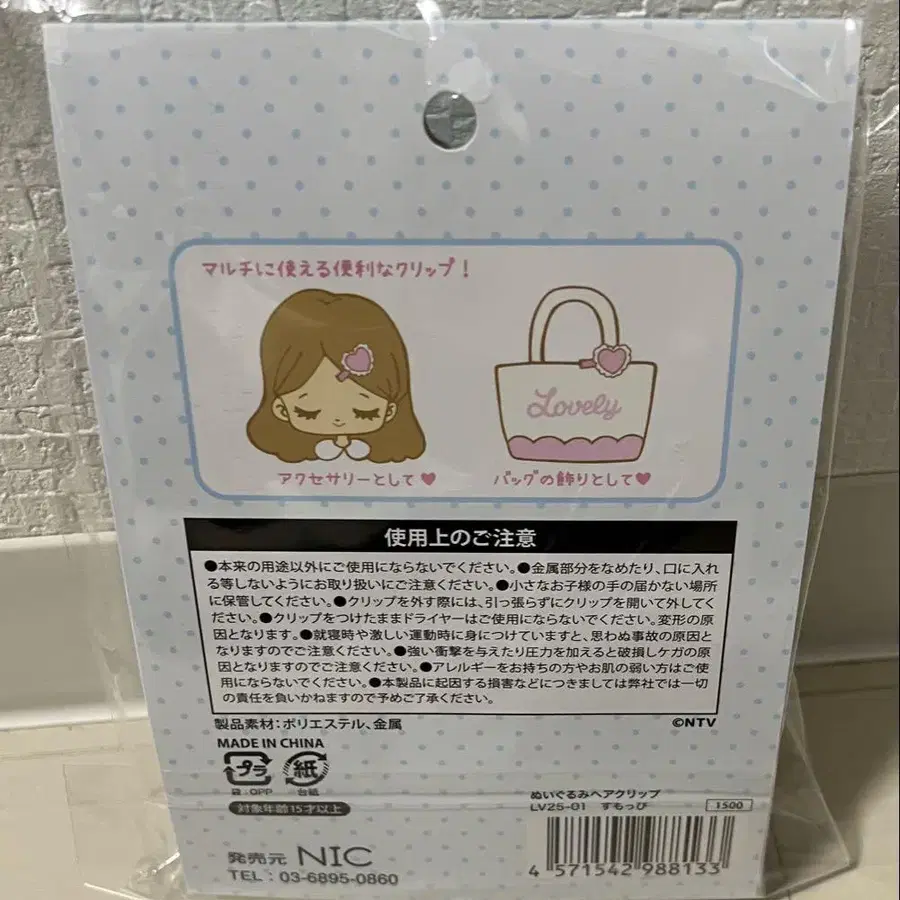 マルチに使える便利なクリップ!
Lovely
アクセサリーとして♥
バッグの飾りとして♥
使用上のご注意
●本来の用途以外にご使用にならないでください。●金属部分をなめたり、口に入れ
る等しないようにお取り扱いにご注意ください。●小さなお子様の手の届かない場所
に保管してください。●クリップを外す際には、引っ張らずにクリップを開いて外してく
ださい。●クリップをつけたままドライヤーはご使用にならないでください。変形の原
因となります。●就寝時や激しい運動時に身につけていますと、思わぬ事故の原因と
なりますのでご注意ください。●強い衝撃を与えたり圧力を加えると破損しケガの原
因となりますのでご注意ください。●アレルギーをお持ちの方やお肌の弱い方はご使
用にならないでください。●本製品に起因する損害などにつきましては弊社では一切
の責任を負いかねますので予めご了承ください。
製品素材:ポリエステル、金属
©NTV
MADE IN CHINA
プラ 紙
袋:OPP 台紙
対象年齢15才以上
発売元 NIC
TEL:03-6895-0860
ぬいぐるみヘアクリップ
LV25-01 すもっぴ 1500
4 571542 988133